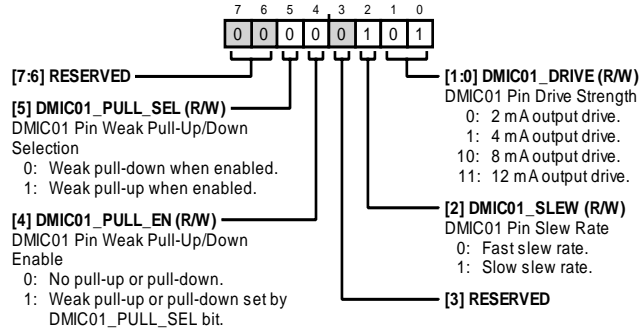 7 6 5 4 3 2 1 0
0 0 0 0 0 1 0 1
[7:6] RESERVED
[5] DMIC01_PULL_SEL (R/W)
DMIC01 Pin Weak Pull-Up/Down
Selection
0: Weak pull-down when enabled.
1: Weak pull-up when enabled.
[4] DMIC01_PULL_EN (R/W)
DMIC01 Pin Weak Pull-Up/Down
Enable
0: No pull-up or pull-down.
1: Weak pull-up or pull-down set by
DMIC01_PULL_SEL bit.
[1:0] DMIC01_DRIVE (R/W)
DMIC01 Pin Drive Strength
0: 2 mA output drive.
1: 4 mA output drive.
10: 8 mA output drive.
11: 12 mA output drive.
[2] DMIC01_SLEW (R/W)
DMIC01 Pin Slew Rate
0: Fast slew rate.
1: Slow slew rate.
[3] RESERVED